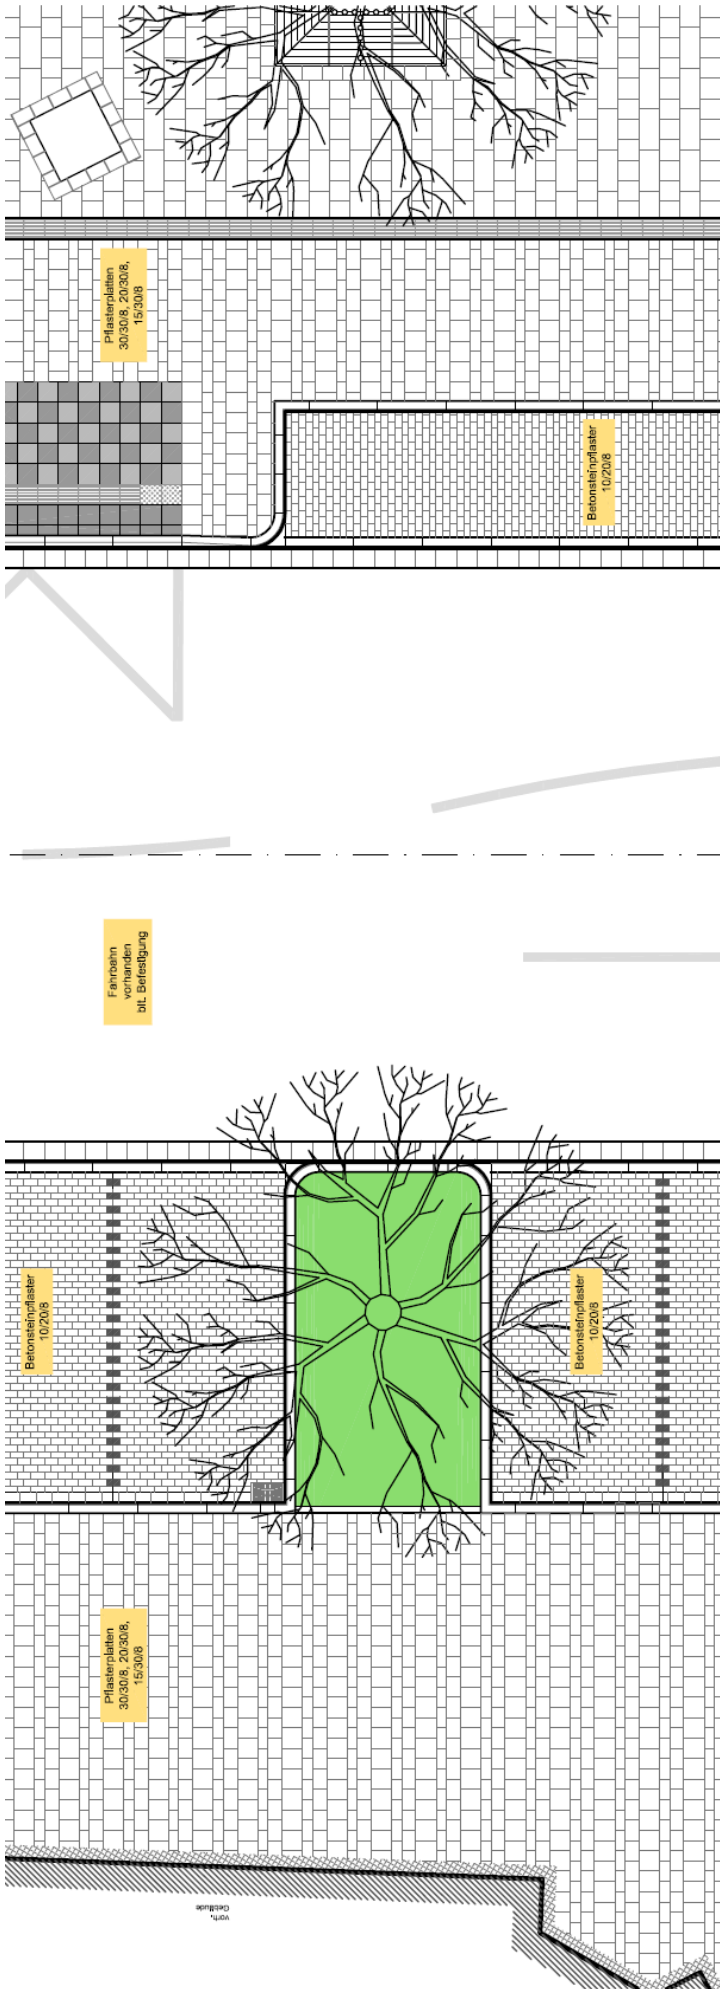 Pflasterplatten
30/30/8, 20/30/8,
15/30/8
Betonsteinpflaster
10/20/8
Fahrbahn
vorhanden
bit. Befestigung
Betonsteinpflaster
10/20/8
Betonsteinpflaster
10/20/8
Pflasterplatten
30/30/8, 20/30/8,
15/30/8
vorh.
Gebäude